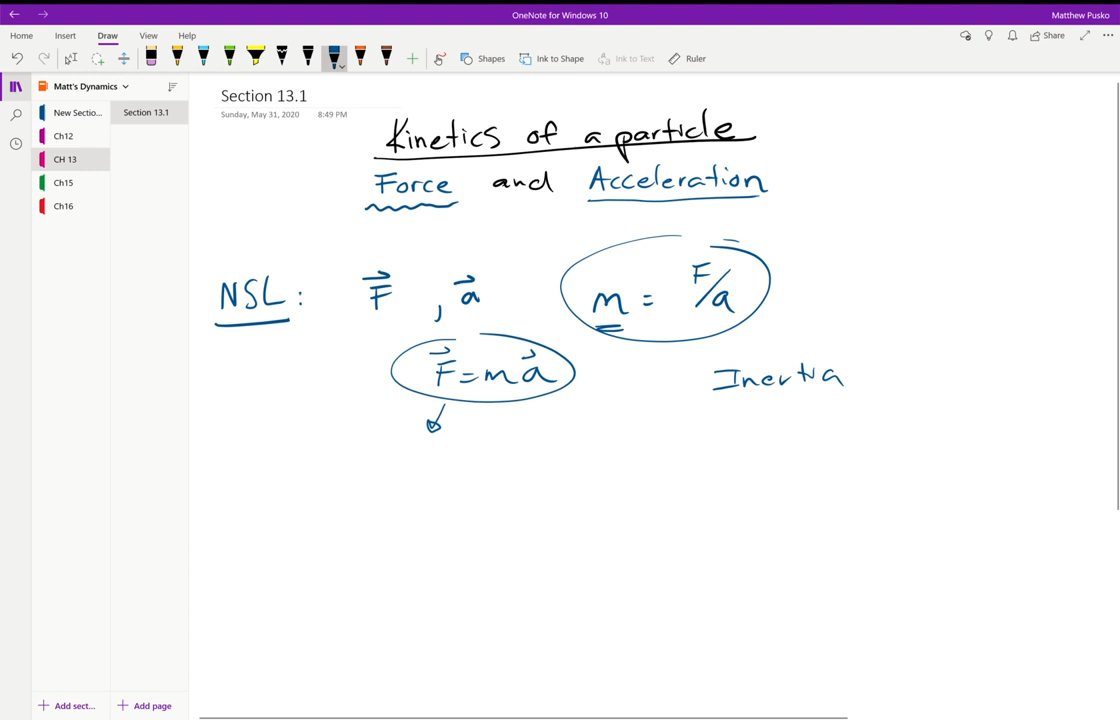 OneNote for Windows 10
Matthew Pusko
Home Insert Draw View Help
Share
Shapes
Ink to Shape
Ink to Text
Ruler
Matt's Dynamics
New Sectio...
Ch12
CH 13
Ch15
Ch16
Section 13.1
Section 13.1
Sunday, May 31, 2020 8:49 PM
Kinetics of a particle
Force and Acceleration
NSL: F⃗ , a⃗ m = F/a
F⃗ = m a⃗
Inertia
+ Add sect...
+ Add page